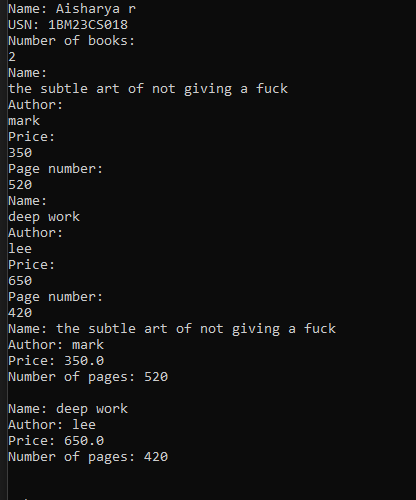 Name: Aisharya r
USN: 1BM23CS018
Number of books:
2
Name:
the subtle art of not giving a fuck
Author:
mark
Price:
350
Page number:
520
Name:
deep work
Author:
lee
Price:
650
Page number:
420
Name: the subtle art of not giving a fuck
Author: mark
Price: 350.0
Number of pages: 520
Name: deep work
Author: lee
Price: 650.0
Number of pages: 420